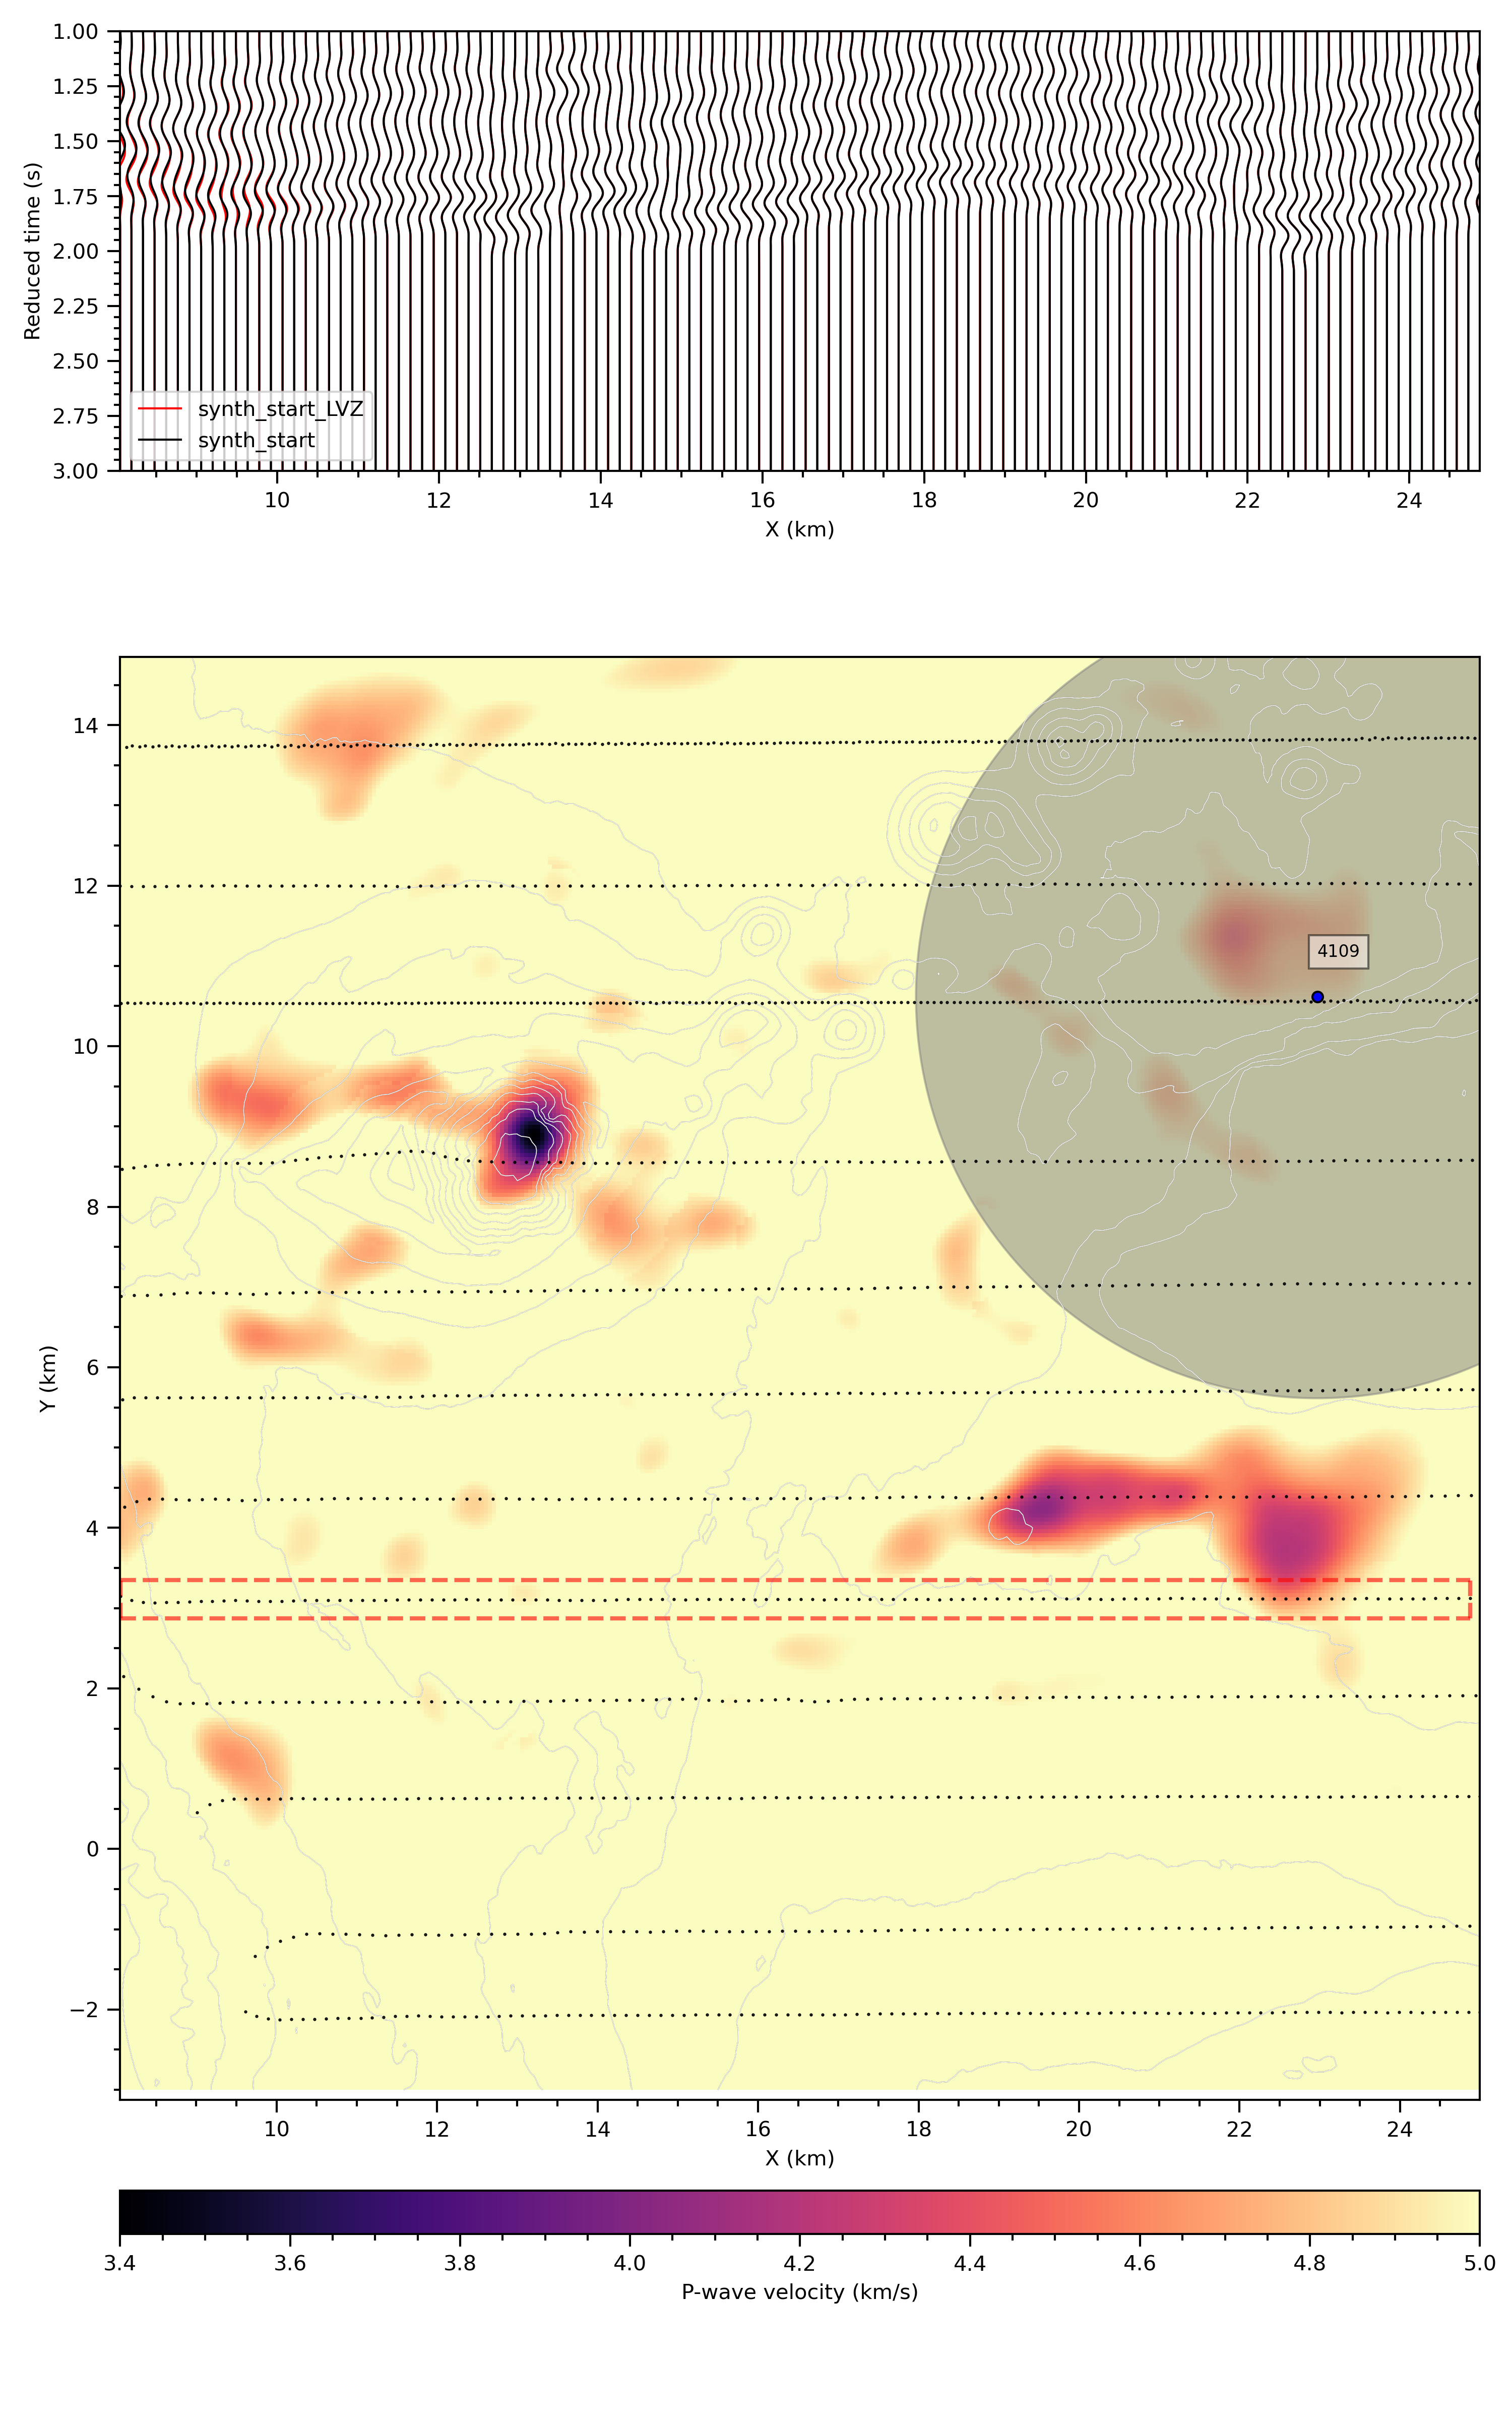 1.00
1.25
1.50
1.75
2.00
2.25
2.50
2.75
3.00
Reduced time (s)
synth_start_LVZ
synth_start
10 12 14 16 18 20 22 24
X (km)
14
12
10
8
6
4
2
0
−2
Y (km)
4109
10 12 14 16 18 20 22 24
X (km)
3.4 3.6 3.8 4.0 4.2 4.4 4.6 4.8 5.0
P-wave velocity (km/s)